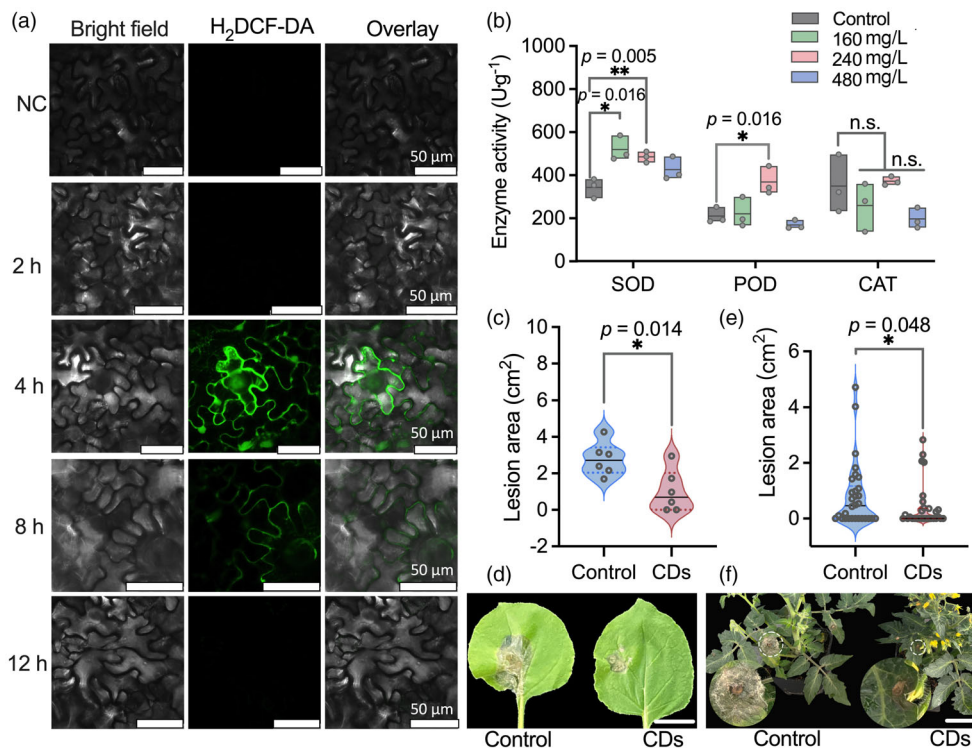 (a)
Bright field H₂DCF-DA Overlay
NC
50 μm
2 h
50 μm
4 h
50 μm
8 h
50 μm
12 h
50 μm
(b)
Control
160 mg/L
240 mg/L
480 mg/L
Enzyme activity (Ug⁻¹)
1000
800
600
400
200
0
p = 0.005
**
p = 0.016
*
p = 0.016
*
n.s.
n.s.
SOD POD CAT
(c)
Lesion area (cm²)
10
8
6
4
2
0
-2
p = 0.014
*
Control CDs
(e)
Lesion area (cm²)
6
4
2
0
p = 0.048
*
Control CDs
(d)
Control CDs
(f)
Control CDs